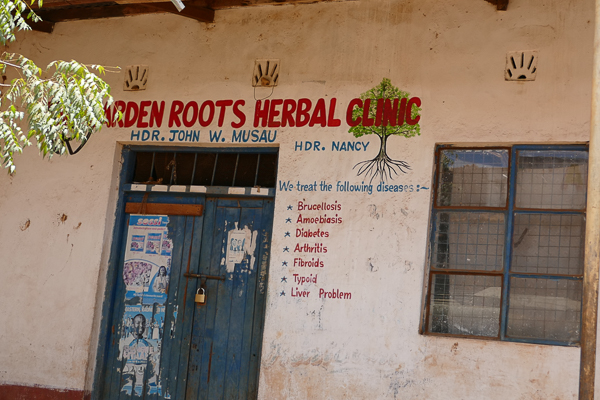 ARDEN ROOTS HERBAL CLINIC
HDR. JOHN W. MUSAU
HDR. NANCY
We treat the following diseases :~
Brucellosis
Amoebiasis
Diabetes
Arthritis
Fibroids
Typoid
Liver Problem